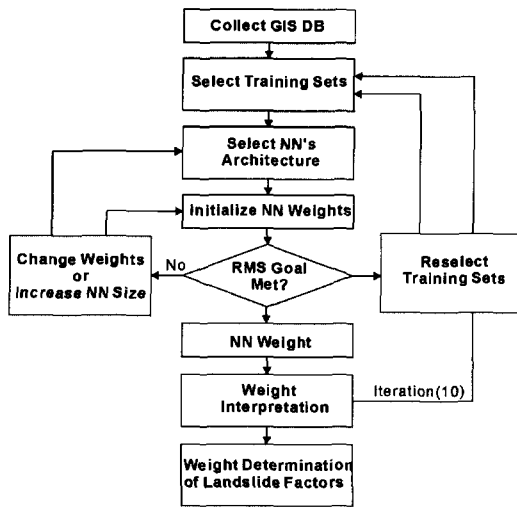 Collect GIS DB
Select Training Sets
Select NN's
Architecture
Initialize NN Weights
Change Weights
or
Increase NN Size
No
RMS Goal
Met?
Reselect
Training Sets
NN Weight
Weight
Interpretation
Iteration(10)
Weight Determination
of Landslide Factors